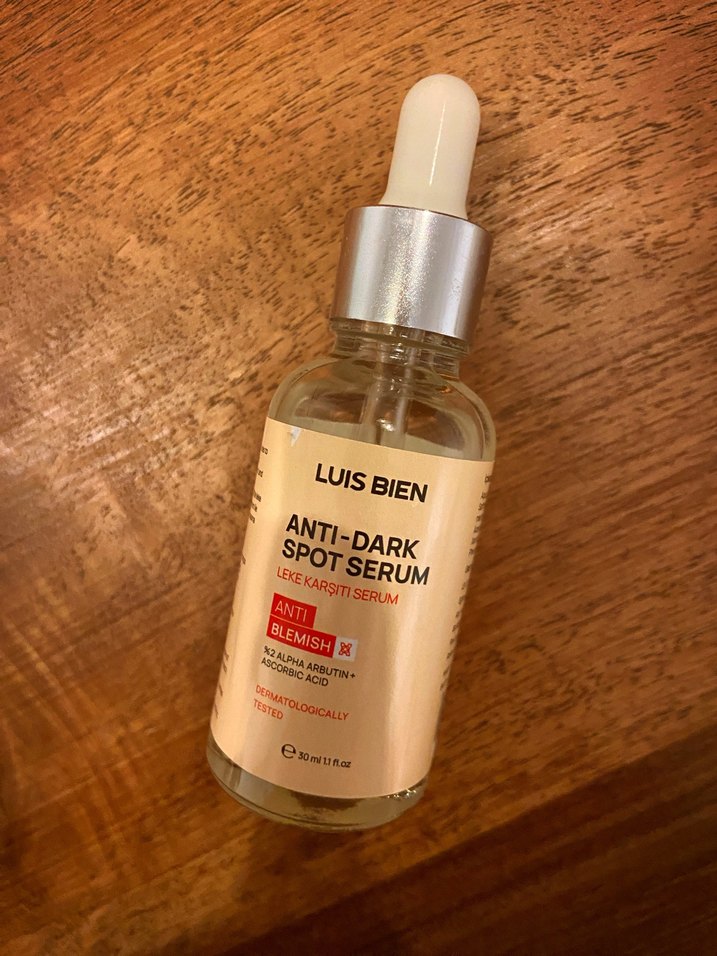 LUIS BIEN
ANTI-DARK
SPOT SERUM
LEKE KARŞITI SERUM
ANTI
BLEMISH
%2 ALPHA ARBUTIN+
ASCORBIC ACID
DERMATOLOGICALLY
TESTED
℮ 30 ml 1.1 fl.oz